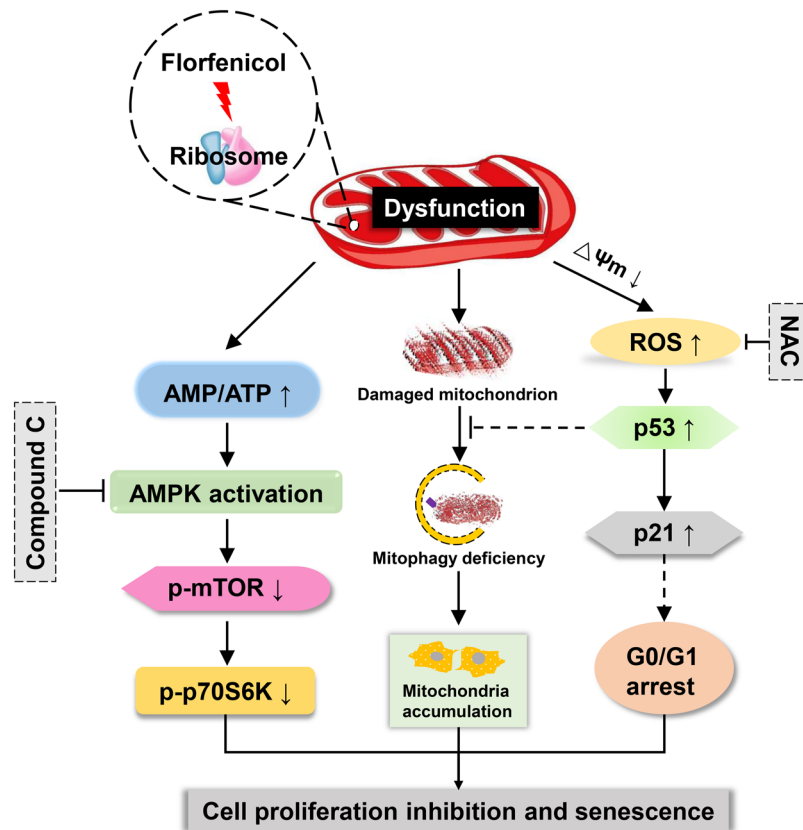 Florfenicol
Ribosome
Dysfunction
△Ψm↓
NAC
ROS ↑
Damaged mitochondrion
AMP/ATP ↑
p53 ↑
Compound C
AMPK activation
p21 ↑
Mitophagy deficiency
p-mTOR ↓
G0/G1
arrest
p-p70S6K ↓
Mitochondria
accumulation
Cell proliferation inhibition and senescence